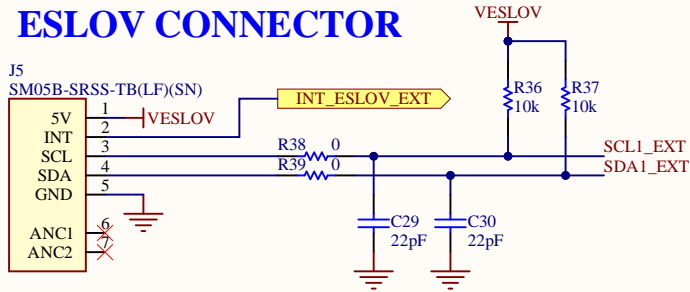 ESLOV CONNECTOR
VESLOV
J5
SM05B-SRSS-TB(LF)(SN)
R36
10k
R37
10k
5V 1 VESLOV
INT 2
INT_ESLOV_EXT
SCL 3 R38 0 SCL1_EXT
SDA 4 R39 0 SDA1_EXT
GND 5
C29
22pF
C30
22pF
ANC1 6
ANC2 7